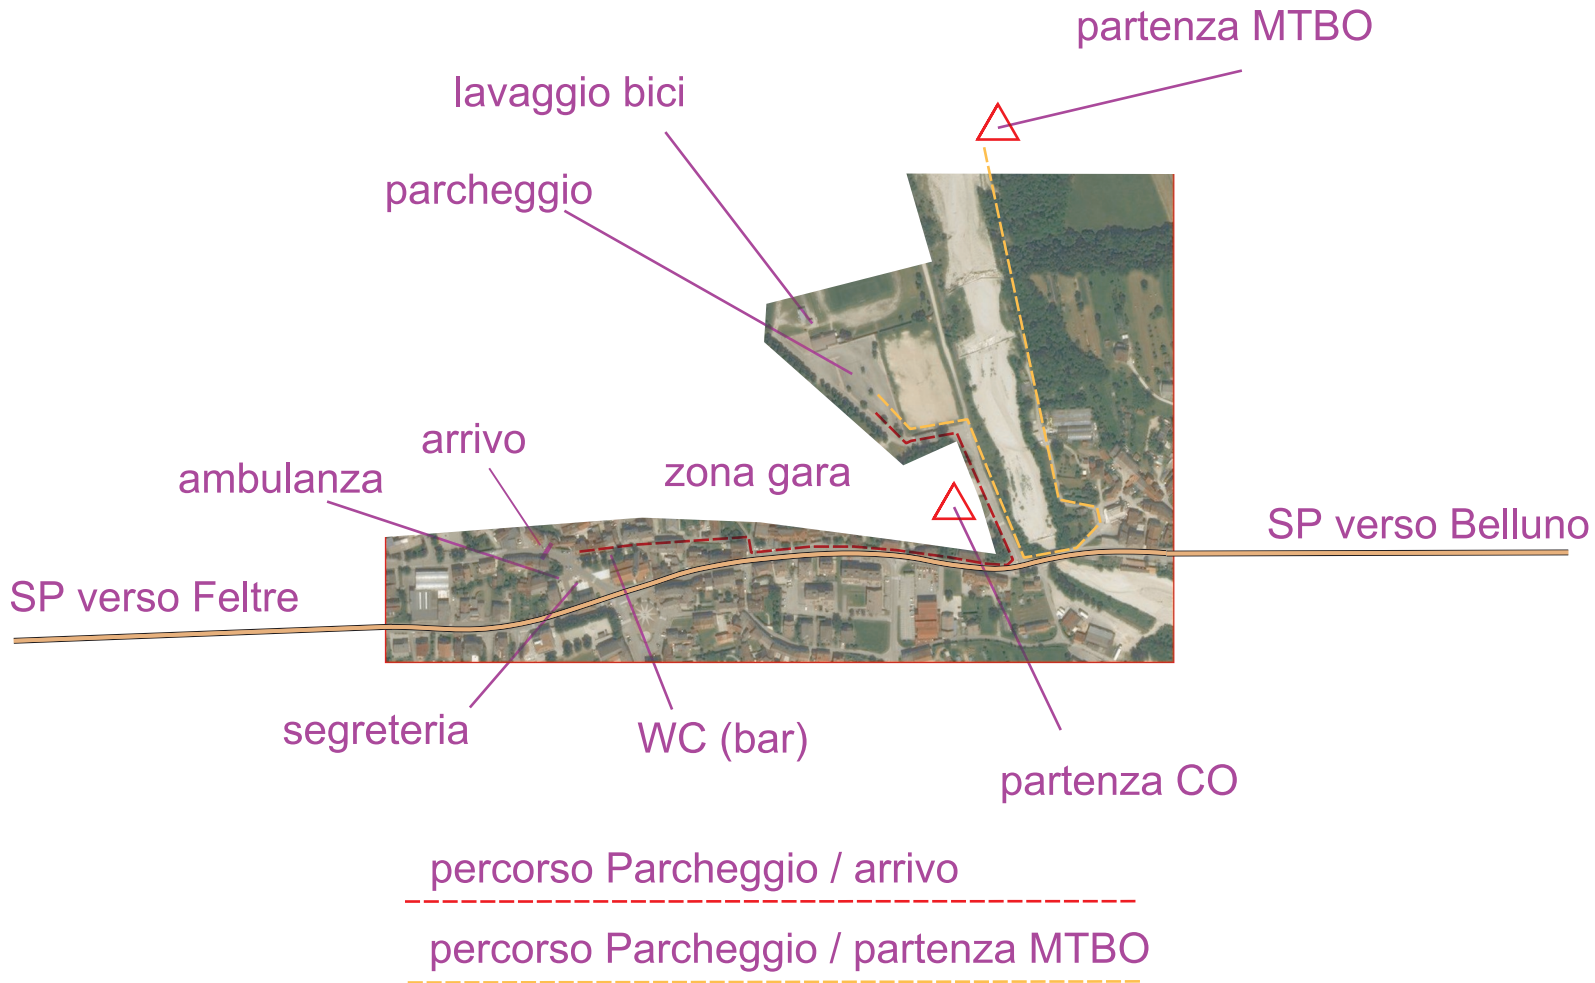 partenza MTBO
lavaggio bici
parcheggio
arrivo
ambulanza
zona gara
SP verso Belluno
SP verso Feltre
segreteria
WC (bar)
partenza CO
percorso Parcheggio / arrivo
percorso Parcheggio / partenza MTBO